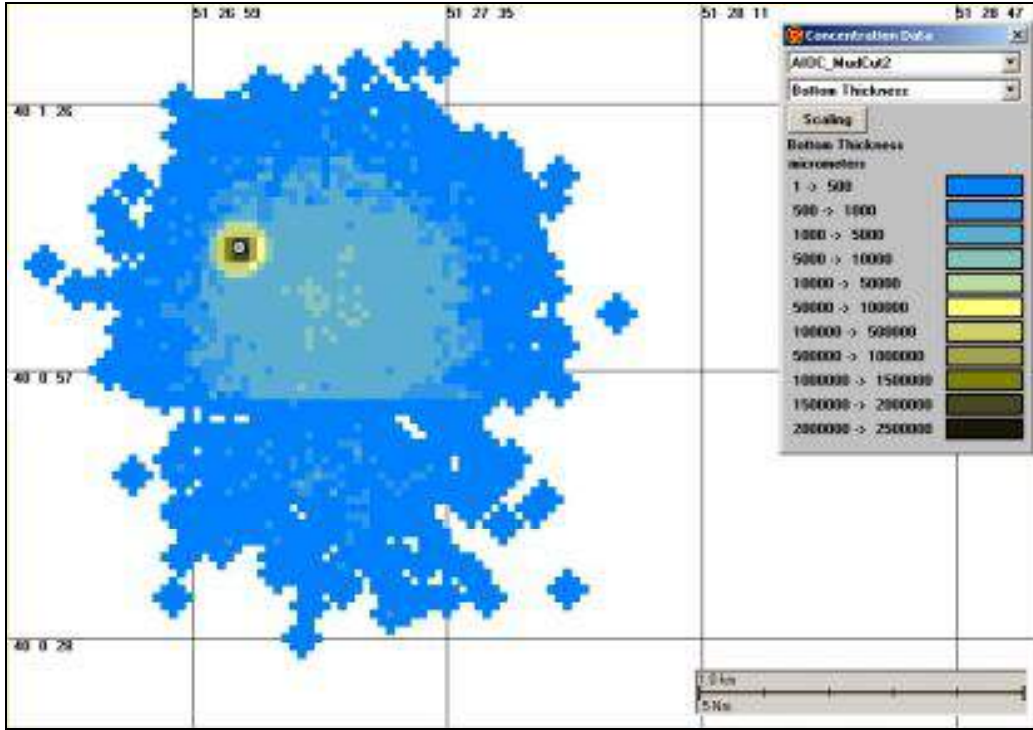 51 26 59
51 27 35
51 28 11
51 28 47
Concentration Data
AIOC_MudCut2
Bottom Thickness
Scaling
Bottom Thickness
micrometers
1 -> 500
500 -> 1000
1000 -> 5000
5000 -> 10000
10000 -> 50000
50000 -> 100000
100000 -> 500000
500000 -> 1000000
1000000 -> 1500000
1500000 -> 2000000
2000000 -> 2500000
40 1 26
40 0 57
40 0 28
1.0 km
.5 Nm